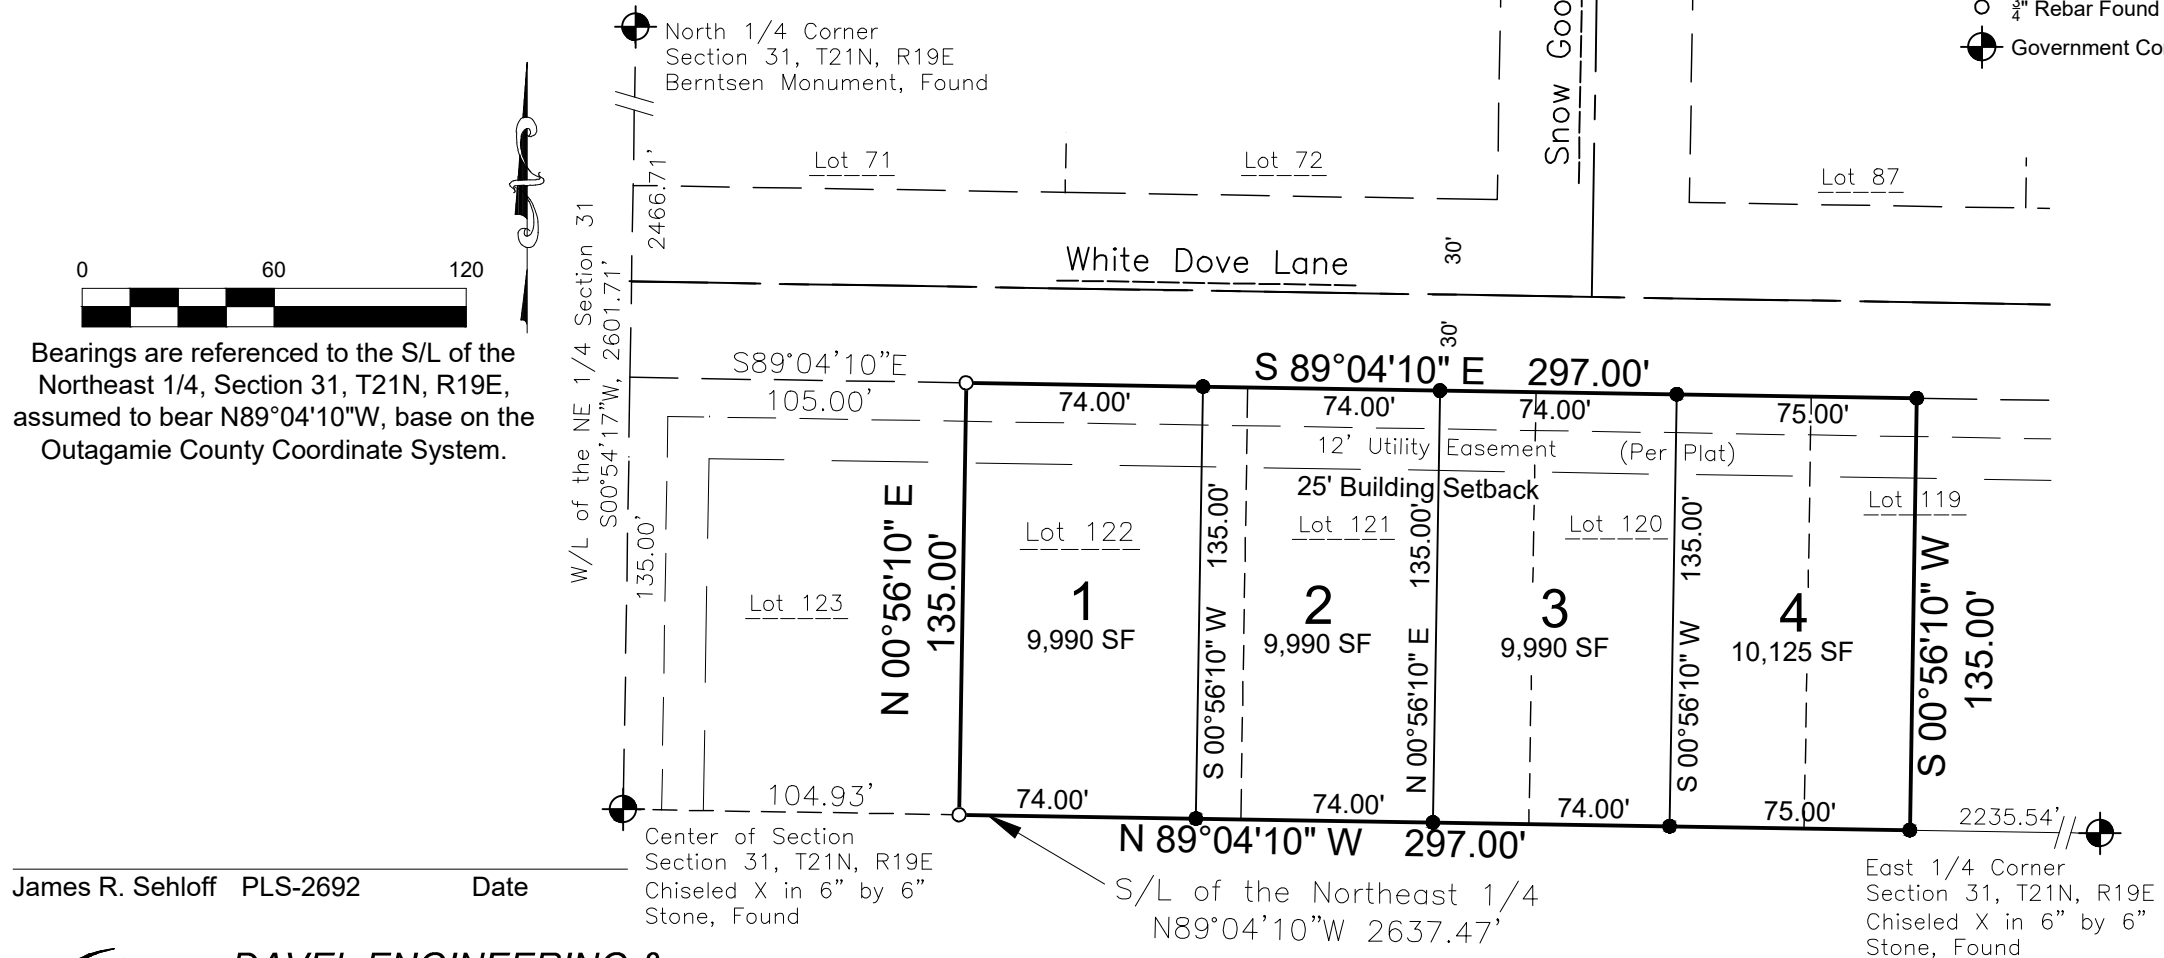 North 1/4 Corner
Section 31, T21N, R19E
Berntsen Monument, Found
Snow Goo
3/4" Rebar Found
Government Co
Lot 71
Lot 72
Lot 87
2466.71'
W/L of the NE 1/4 Section 31
S00°54'17"W, 2601.71'
135.00'
White Dove Lane
30'
30'
0 60 120
Bearings are referenced to the S/L of the
Northeast 1/4, Section 31, T21N, R19E,
assumed to bear N89°04'10"W, base on the
Outagamie County Coordinate System.
S89°04'10"E
105.00'
S 89°04'10" E 297.00'
74.00' 74.00' 74.00' 75.00'
12' Utility Easement (Per Plat)
25' Building Setback
Lot 122
Lot 121
Lot 120
Lot 119
Lot 123
N 00°56'10" E
135.00'
1
9,990 SF
S 00°56'10" W 135.00'
2
9,990 SF
N 00°56'10" E 135.00'
3
9,990 SF
S 00°56'10" W 135.00'
4
10,125 SF
S 00°56'10" W
135.00'
104.93'
74.00' 74.00' 74.00' 75.00'
N 89°04'10" W 297.00'
2235.54'
Center of Section
Section 31, T21N, R19E
Chiseled X in 6" by 6"
Stone, Found
S/L of the Northeast 1/4
N89°04'10"W 2637.47'
East 1/4 Corner
Section 31, T21N, R19E
Chiseled X in 6" by 6"
Stone, Found
James R. Sehloff PLS-2692 Date
DAVEL ENGINEERING &